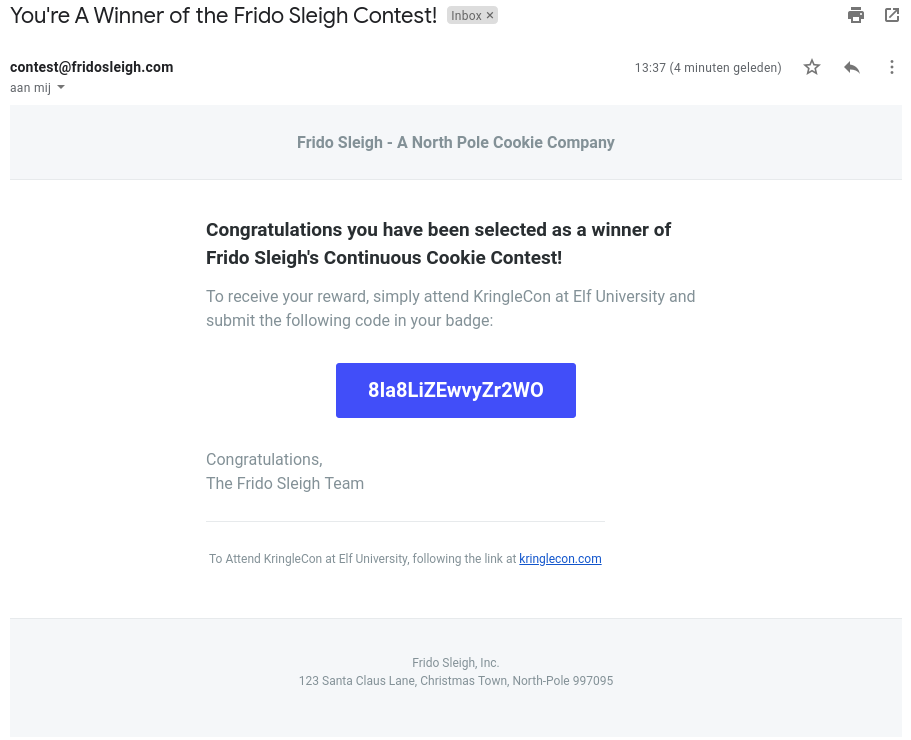 You're A Winner of the Frido Sleigh Contest! Inbox ×
contest@fridosleigh.com 13:37 (4 minuten geleden)
aan mij
Frido Sleigh - A North Pole Cookie Company
Congratulations you have been selected as a winner of
Frido Sleigh's Continuous Cookie Contest!
To receive your reward, simply attend KringleCon at Elf University and
submit the following code in your badge:
8Ia8LiZEwvyZr2WO
Congratulations,
The Frido Sleigh Team
To Attend KringleCon at Elf University, following the link at kringlecon.com
Frido Sleigh, Inc.
123 Santa Claus Lane, Christmas Town, North-Pole 997095